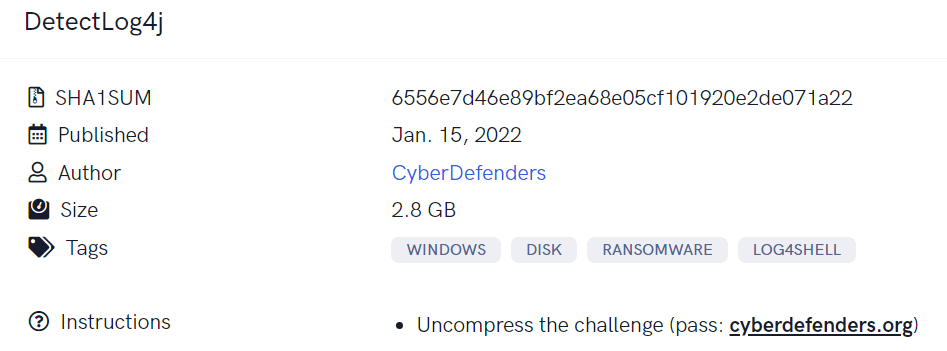 DetectLog4j
SHA1SUM 6556e7d46e89bf2ea68e05cf101920e2de071a22
Published Jan. 15, 2022
Author CyberDefenders
Size 2.8 GB
Tags WINDOWS DISK RANSOMWARE LOG4SHELL
Instructions • Uncompress the challenge (pass: cyberdefenders.org)